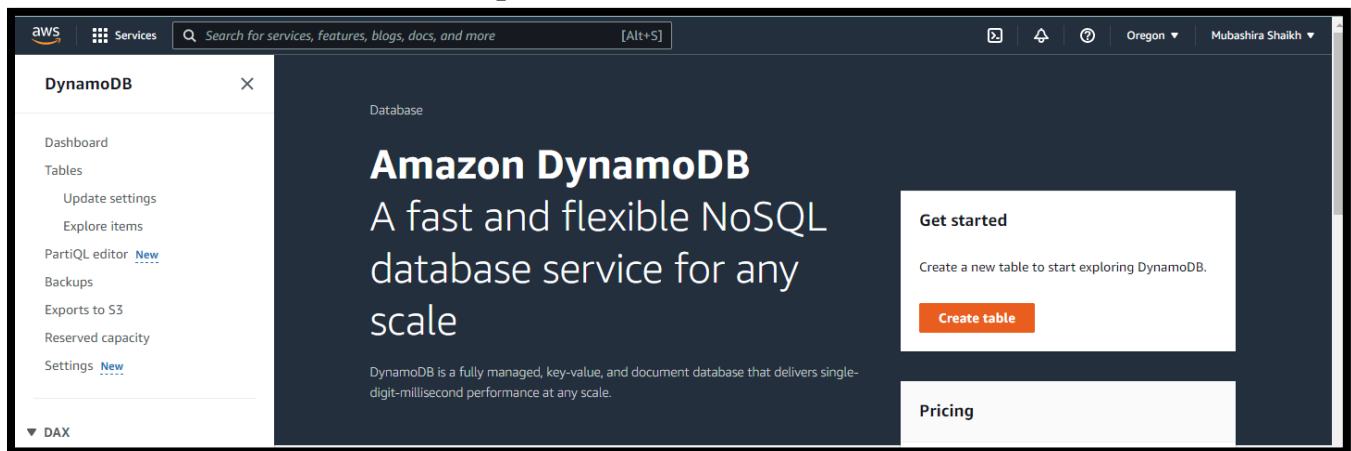 aws
Services
Search for services, features, blogs, docs, and more
[Alt+S]
Oregon ▼
Mubashira Shaikh ▼
DynamoDB
Dashboard
Tables
Update settings
Explore items
PartiQL editor New
Backups
Exports to S3
Reserved capacity
Settings New
▼ DAX
Database
Amazon DynamoDB
A fast and flexible NoSQL
database service for any
scale
DynamoDB is a fully managed, key-value, and document database that delivers single-
digit-millisecond performance at any scale.
Get started
Create a new table to start exploring DynamoDB.
Create table
Pricing